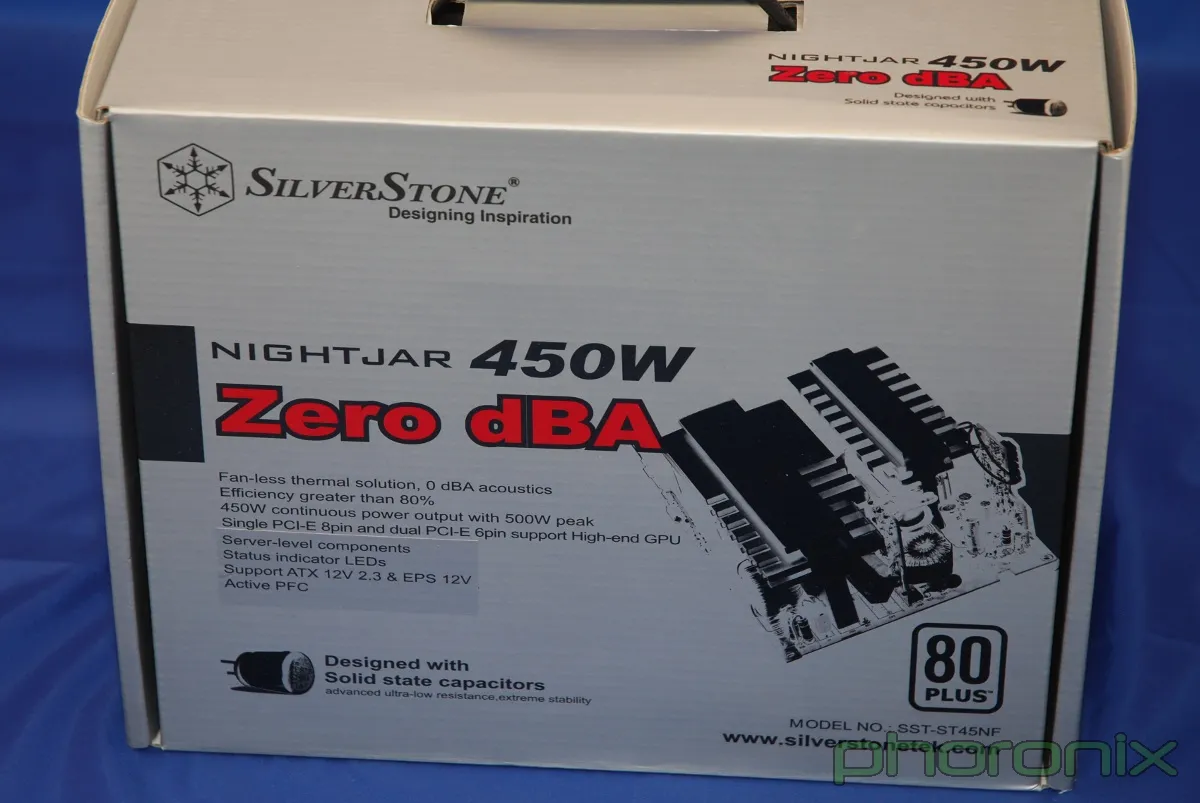 NIGHTJAR 450W
Zero dBA
Designed with
Solid state capacitors
SILVERSTONE®
Designing Inspiration
NIGHTJAR 450W
Zero dBA
Fan-less thermal solution, 0 dBA acoustics
Efficiency greater than 80%
450W continuous power output with 500W peak
Single PCI-E 8pin and dual PCI-E 6pin support High-end GPU
Server-level components
Status indicator LEDs
Support ATX 12V 2.3 & EPS 12V
Active PFC
Designed with
Solid state capacitors
advanced ultra-low resistance,extreme stability
80
PLUS™
MODEL NO.: SST-ST45NF
www.silverstonetek.com
phoronix